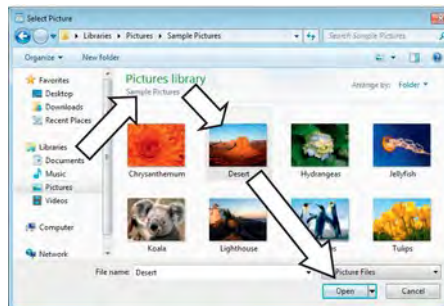 Select Picture
Libraries ▸ Pictures ▸ Sample Pictures
Search Sample Pictures
Organize
New folder
Favorites
Desktop
Downloads
Recent Places
Libraries
Documents
Music
Pictures
Videos
Computer
Network
Pictures library
Sample Pictures
Arrange by: Folder
Chrysanthemum
Desert
Hydrangeas
Jellyfish
Koala
Lighthouse
Tulips
File name: Desert
Picture Files
Open
Cancel